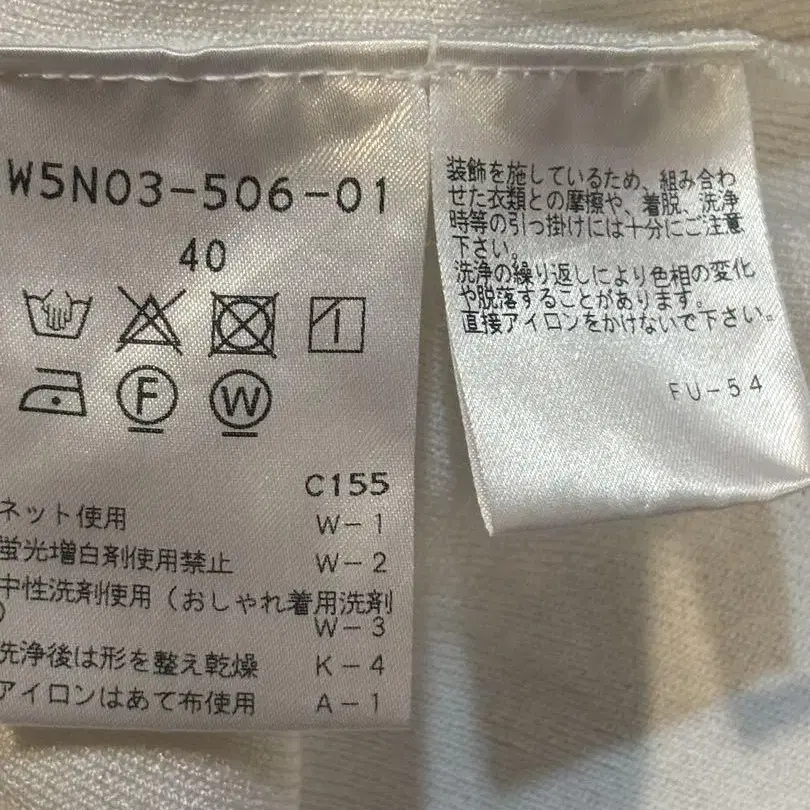 W5N03-506-01
40
F
W
C155
ネット使用 W-1
蛍光増白剤使用禁止 W-2
中性洗剤使用(おしゃれ着用洗剤
) W-3
洗浄後は形を整え乾燥 K-4
アイロンはあて布使用 A-1
装飾を施しているため、組み合わ
せた衣類との摩擦や、着脱、洗浄
時等の引っ掛けには十分にご注意
下さい。
洗浄の繰り返しにより色相の変化
や脱落することがあります。
直接アイロンをかけないで下さい。
FU-54